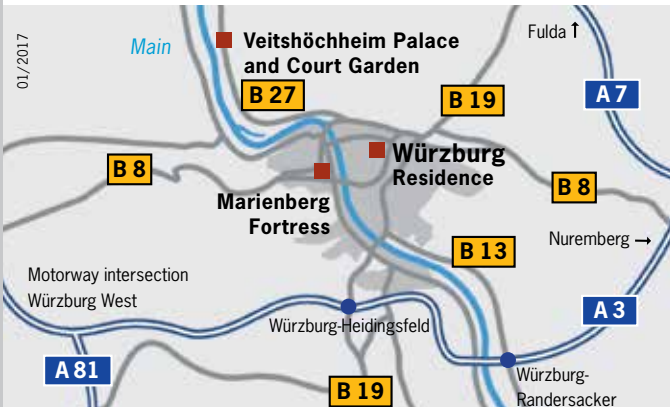 01/2017
Main
Veitshöchheim Palace
and Court Garden
Fulda ↑
B 27
B 19
A 7
B 8
Würzburg
Residence
Marienberg
Fortress
B 8
Nuremberg →
B 13
Motorway intersection
Würzburg West
A 3
Würzburg-Heidingsfeld
A 81
B 19
Würzburg-
Randersacker